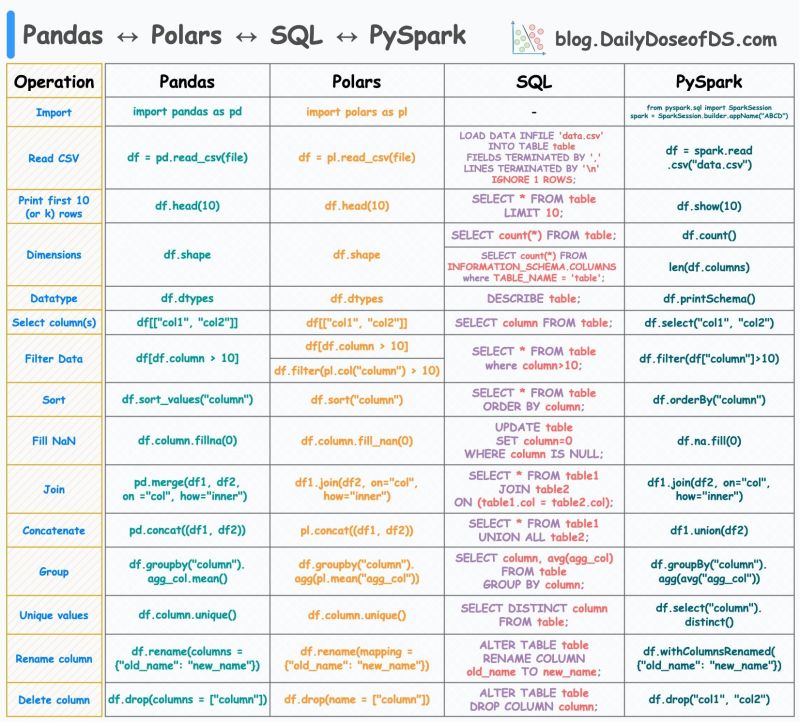 Pandas ↔ Polars ↔ SQL ↔ PySpark
blog.DailyDoseofDS.com
Operation
Pandas
Polars
SQL
PySpark
Import
import pandas as pd
import polars as pl
-
from pyspark.sql import SparkSession
spark = SparkSession.builder.appName("ABCD")
Read CSV
df = pd.read_csv(file)
df = pl.read_csv(file)
LOAD DATA INFILE 'data.csv'
INTO TABLE table
FIELDS TERMINATED BY ','
LINES TERMINATED BY '\n'
IGNORE 1 ROWS;
df = spark.read
.csv("data.csv")
Print first 10
(or k) rows
df.head(10)
df.head(10)
SELECT * FROM table
LIMIT 10;
df.show(10)
Dimensions
df.shape
df.shape
SELECT count(*) FROM table;
SELECT count(*) FROM
INFORMATION_SCHEMA.COLUMNS
where TABLE_NAME = 'table';
df.count()
len(df.columns)
Datatype
df.dtypes
df.dtypes
DESCRIBE table;
df.printSchema()
Select column(s)
df[["col1", "col2"]]
df[["col1", "col2"]]
SELECT column FROM table;
df.select("col1", "col2")
Filter Data
df[df.column > 10]
df[df.column > 10]
df.filter(pl.col("column") > 10)
SELECT * FROM table
where column>10;
df.filter(df["column"]>10)
Sort
df.sort_values("column")
df.sort("column")
SELECT * FROM table
ORDER BY column;
df.orderBy("column")
Fill NaN
df.column.fillna(0)
df.column.fill_nan(0)
UPDATE table
SET column=0
WHERE column IS NULL;
df.na.fill(0)
Join
pd.merge(df1, df2,
on ="col", how="inner")
df1.join(df2, on="col",
how="inner")
SELECT * FROM table1
JOIN table2
ON (table1.col = table2.col);
df1.join(df2, on="col",
how="inner")
Concatenate
pd.concat((df1, df2))
pl.concat((df1, df2))
SELECT * FROM table1
UNION ALL table2;
df1.union(df2)
Group
df.groupby("column").
agg_col.mean()
df.groupby("column").
agg(pl.mean("agg_col"))
SELECT column, avg(agg_col)
FROM table
GROUP BY column;
df.groupBy("column").
agg(avg("agg_col"))
Unique values
df.column.unique()
df.column.unique()
SELECT DISTINCT column
FROM table;
df.select("column").
distinct()
Rename column
df.rename(columns =
{"old_name": "new_name"})
df.rename(mapping =
{"old_name": "new_name"})
ALTER TABLE table
RENAME COLUMN
old_name TO new_name;
df.withColumnsRenamed(
{"old_name": "new_name"})
Delete column
df.drop(columns = ["column"])
df.drop(name = ["column"])
ALTER TABLE table
DROP COLUMN column;
df.drop("col1", "col2")